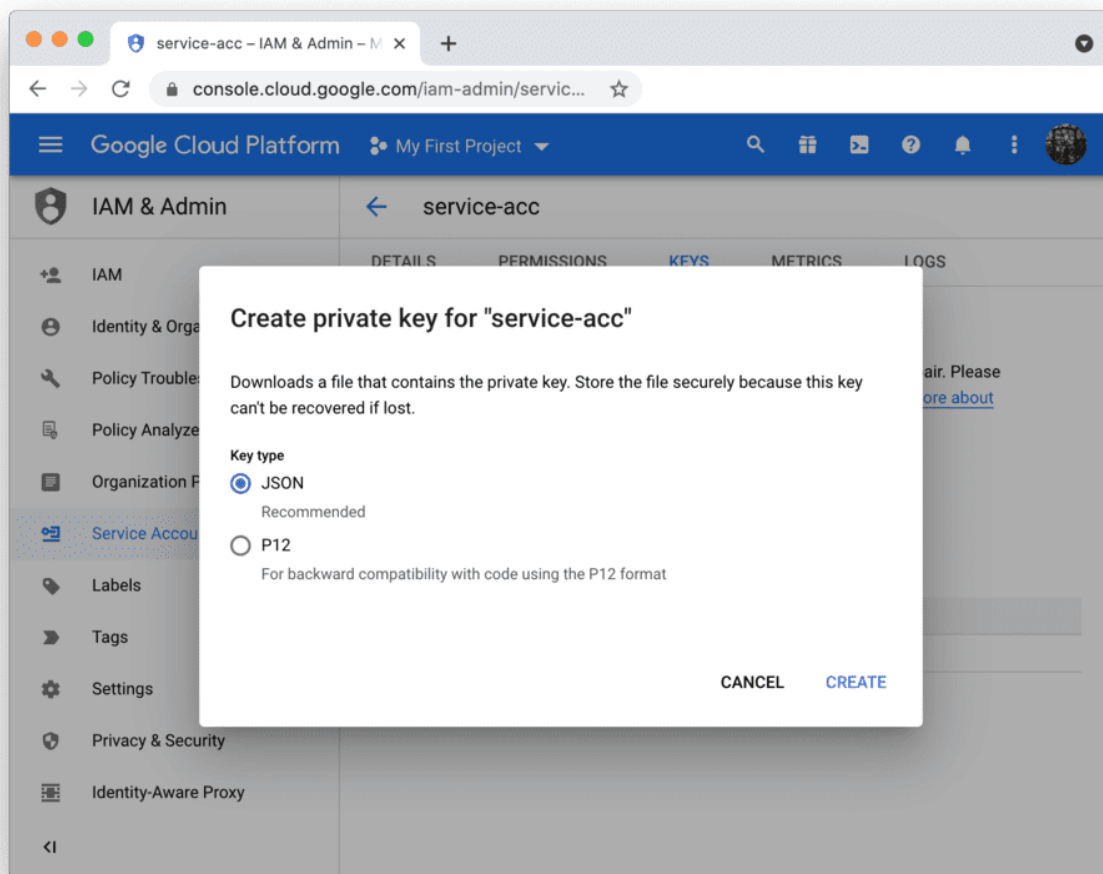 service-acc – IAM & Admin – M
console.cloud.google.com/iam-admin/servic...
Google Cloud Platform
My First Project
IAM & Admin
service-acc
DETAILS PERMISSIONS KEYS METRICS LOGS
IAM
Identity & Orga
Policy Trouble
Policy Analyze
Organization P
Service Accou
Labels
Tags
Settings
Privacy & Security
Identity-Aware Proxy
air. Please
ore about
Create private key for "service-acc"
Downloads a file that contains the private key. Store the file securely because this key
can't be recovered if lost.
Key type
JSON
Recommended
P12
For backward compatibility with code using the P12 format
CANCEL CREATE